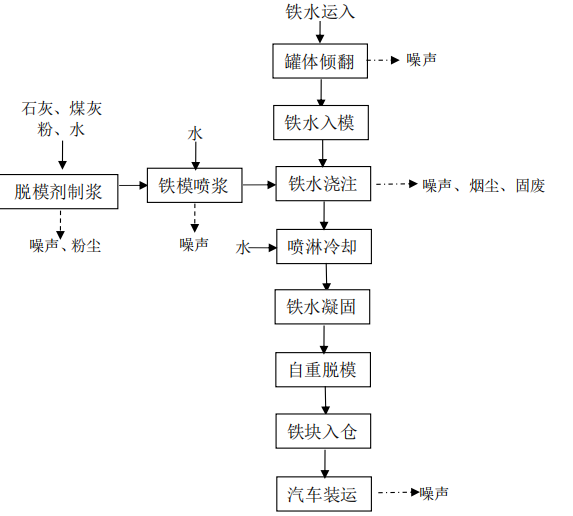 铁水运入
罐体倾翻
噪声
石灰、煤灰
粉、水
铁水入模
水
脱模剂制浆
铁模喷浆
铁水浇注
噪声、烟尘、固废
噪声、粉尘
噪声
水
喷淋冷却
铁水凝固
自重脱模
铁块入仓
汽车装运
噪声